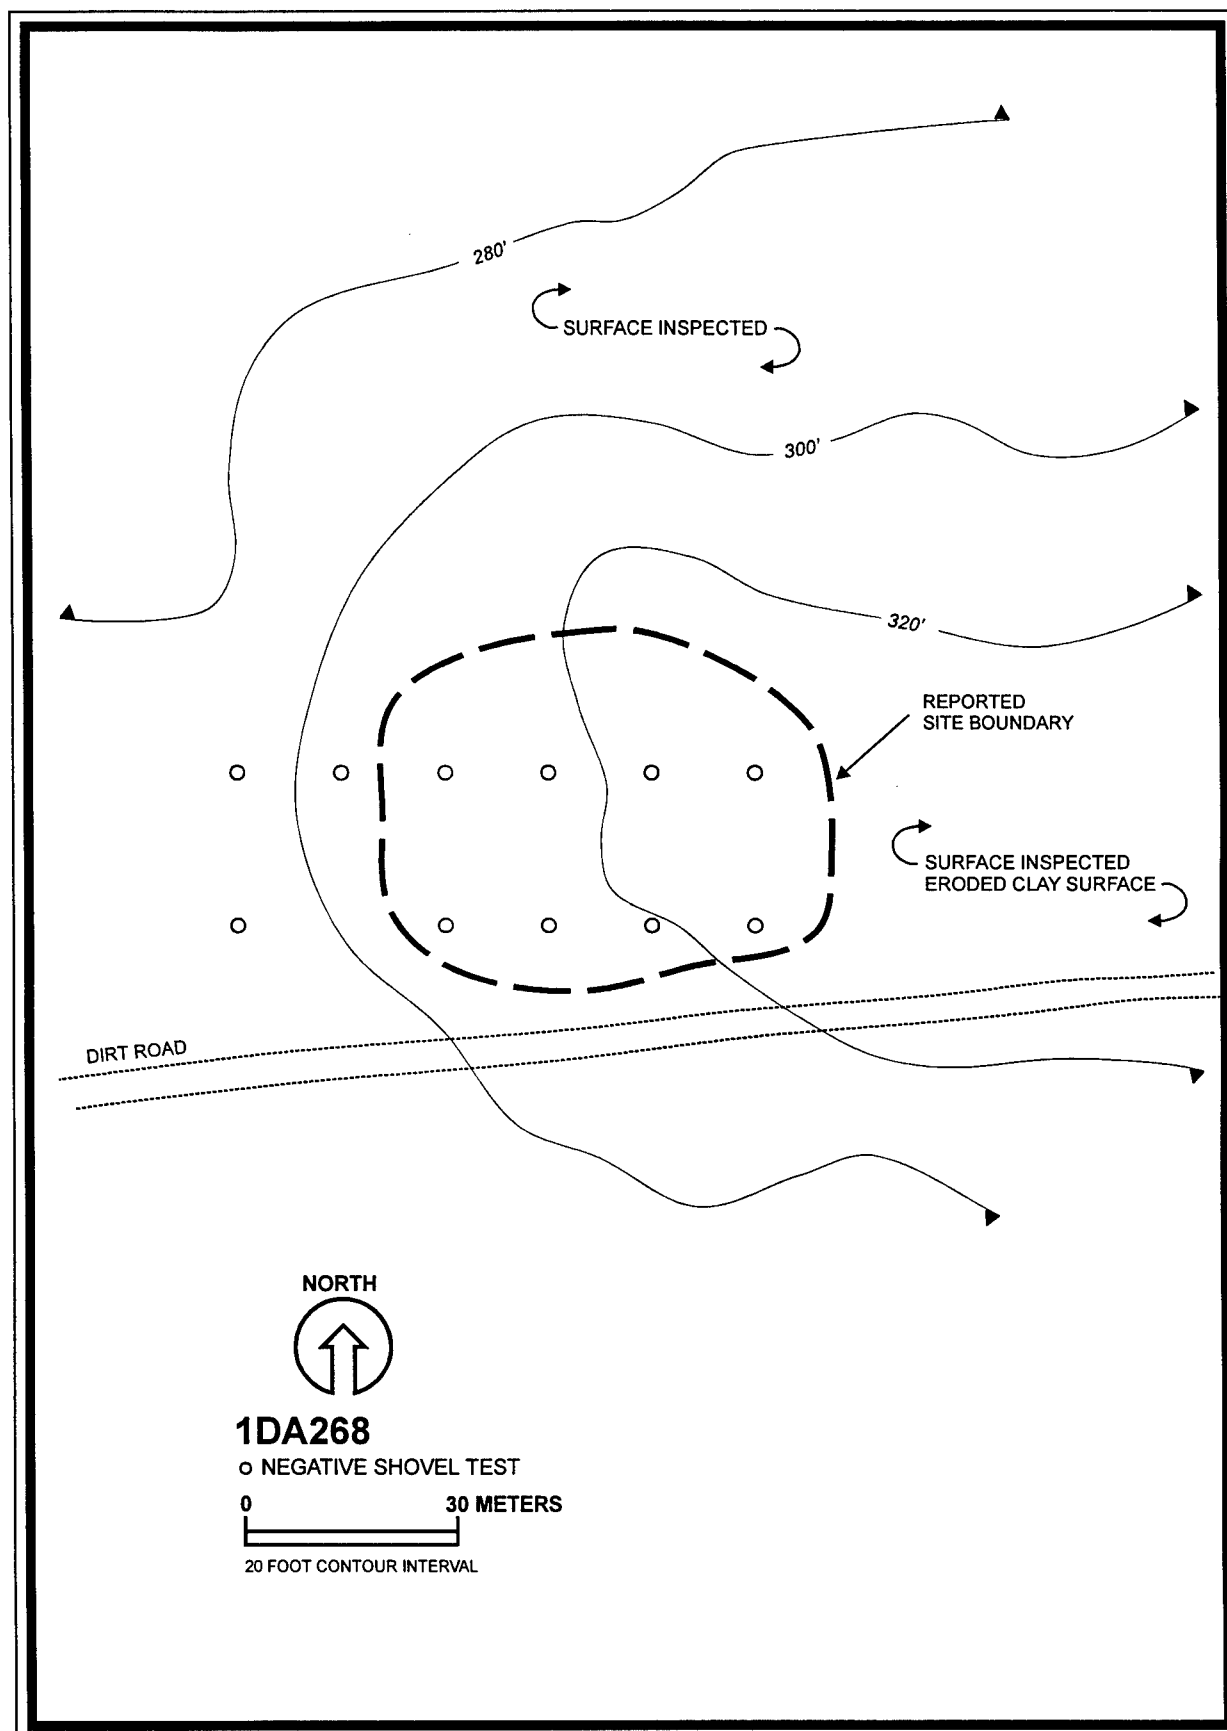 280'
SURFACE INSPECTED
300'
320'
REPORTED
SITE BOUNDARY
SURFACE INSPECTED
ERODED CLAY SURFACE
DIRT ROAD
NORTH
1DA268
NEGATIVE SHOVEL TEST
0 30 METERS
20 FOOT CONTOUR INTERVAL